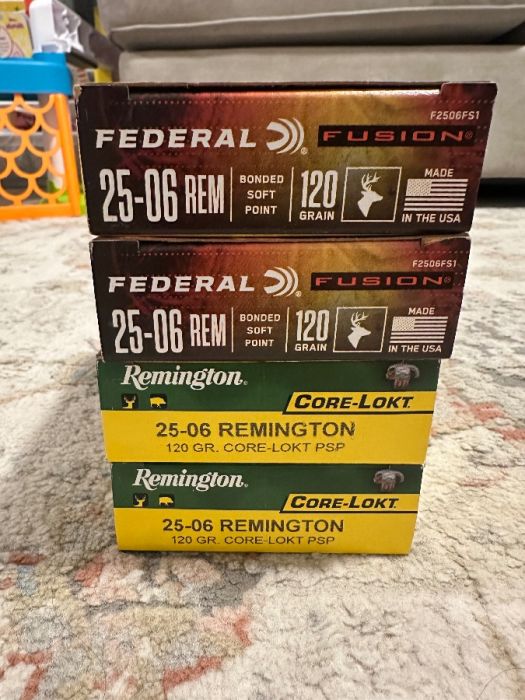 F2506FS1
FEDERAL® FUSION®
25-06 REM
BONDED
SOFT
POINT
120
GRAIN
MADE
IN THE USA
F2506FS1
FEDERAL® FUSION®
25-06 REM
BONDED
SOFT
POINT
120
GRAIN
MADE
IN THE USA
Remington®
CORE-LOKT
25-06 REMINGTON
120 GR. CORE-LOKT PSP
Remington®
CORE-LOKT
25-06 REMINGTON
120 GR. CORE-LOKT PSP